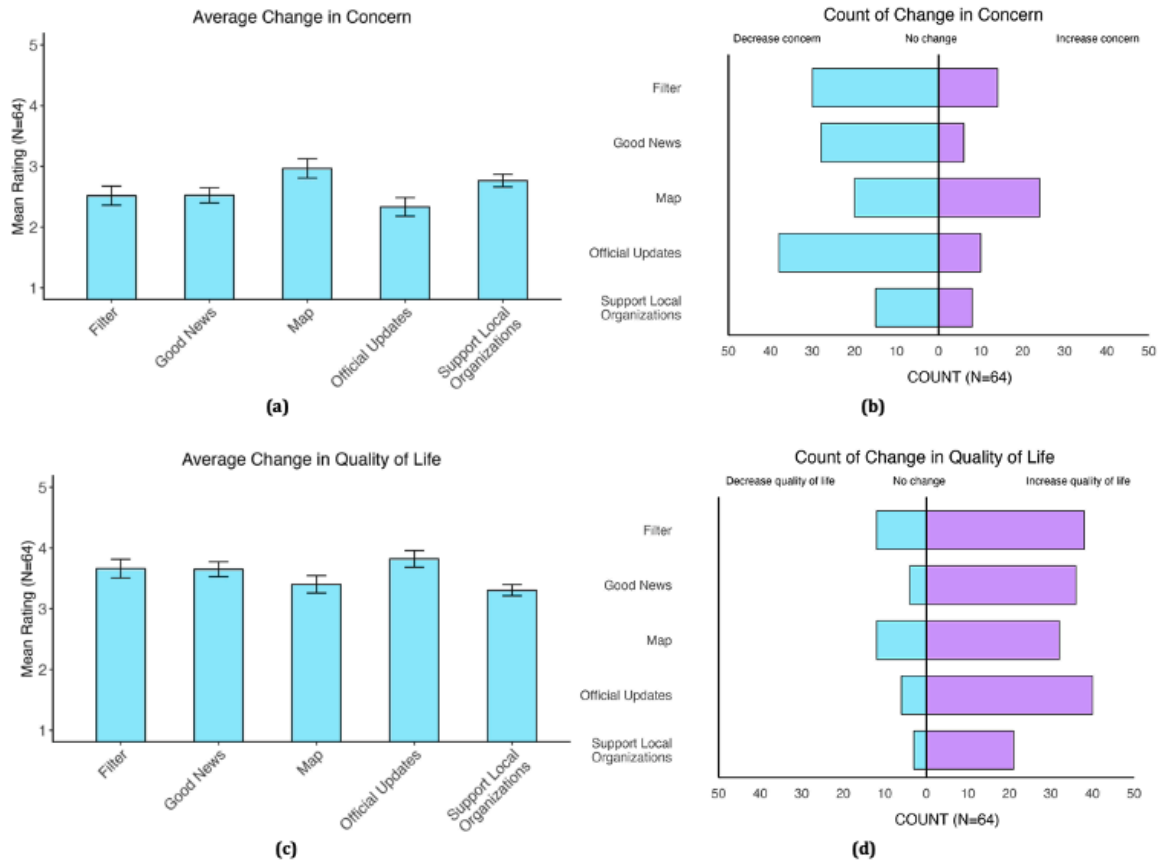 Average Change in Concern
Mean Rating (N=64)
5
4
3
2
1
Filter
Good News
Map
Official Updates
Support Local
Organizations
(a)
Count of Change in Concern
Decrease concern No change Increase concern
Filter
Good News
Map
Official Updates
Support Local
Organizations
50 40 30 20 10 0 10 20 30 40 50
COUNT (N=64)
(b)
Average Change in Quality of Life
Mean Rating (N=64)
5
4
3
2
1
Filter
Good News
Map
Official Updates
Support Local
Organizations
(c)
Count of Change in Quality of Life
Decrease quality of life No change Increase quality of life
Filter
Good News
Map
Official Updates
Support Local
Organizations
50 40 30 20 10 0 10 20 30 40 50
COUNT (N=64)
(d)